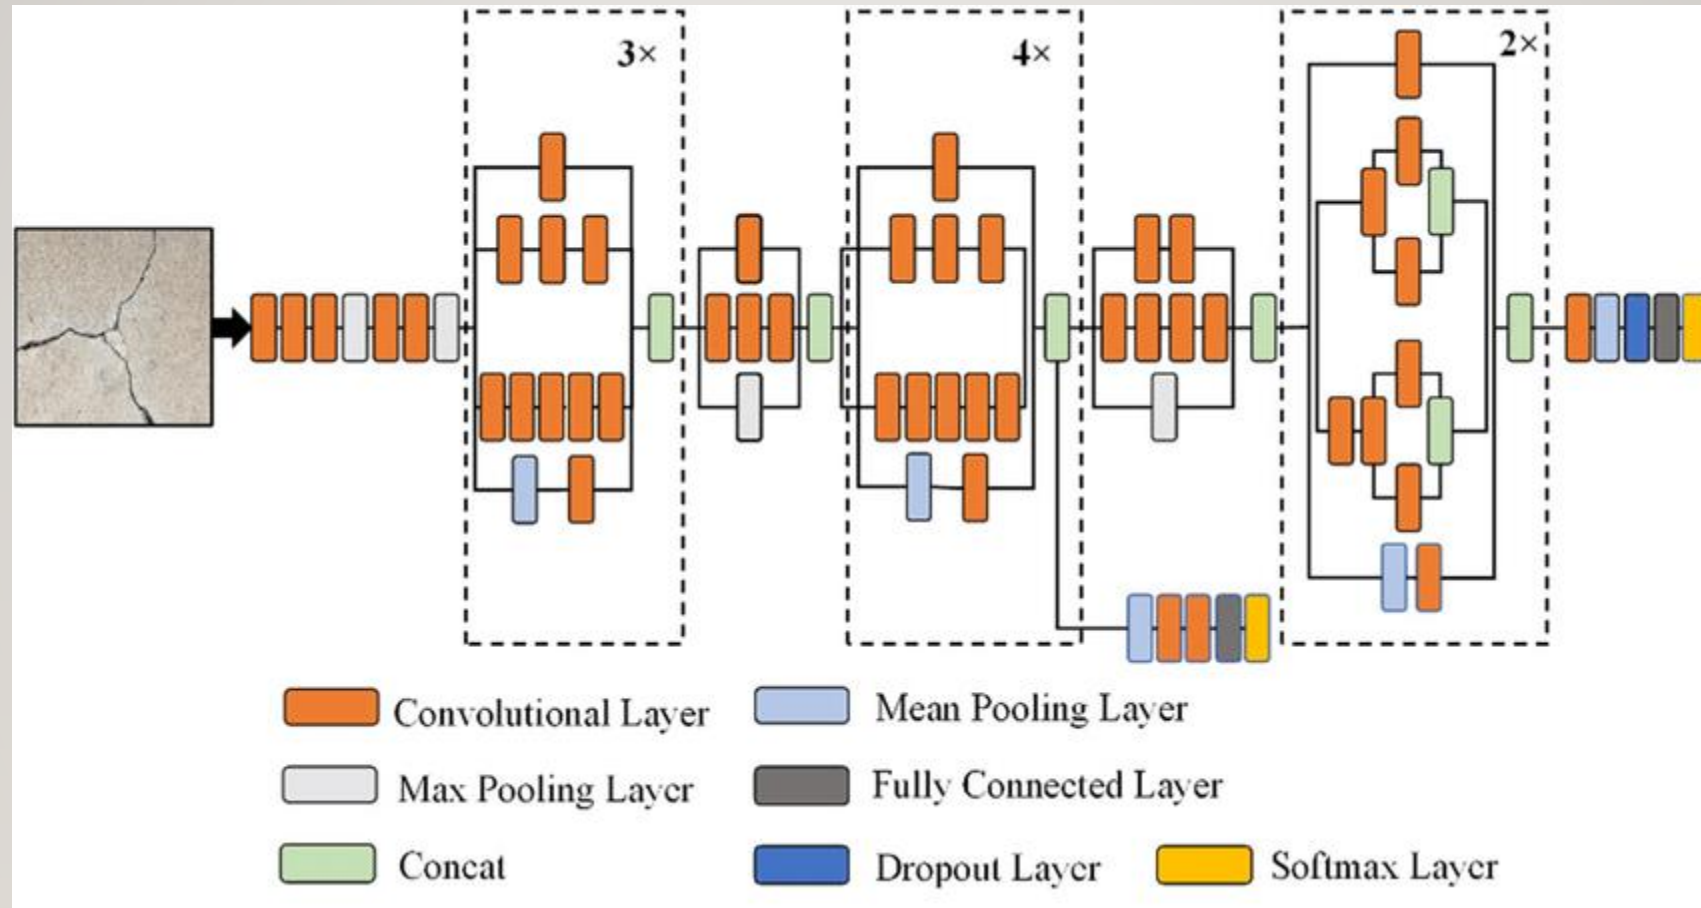 3×
4×
2×
Convolutional Layer
Mean Pooling Layer
Max Pooling Layer
Fully Connected Layer
Concat
Dropout Layer
Softmax Layer